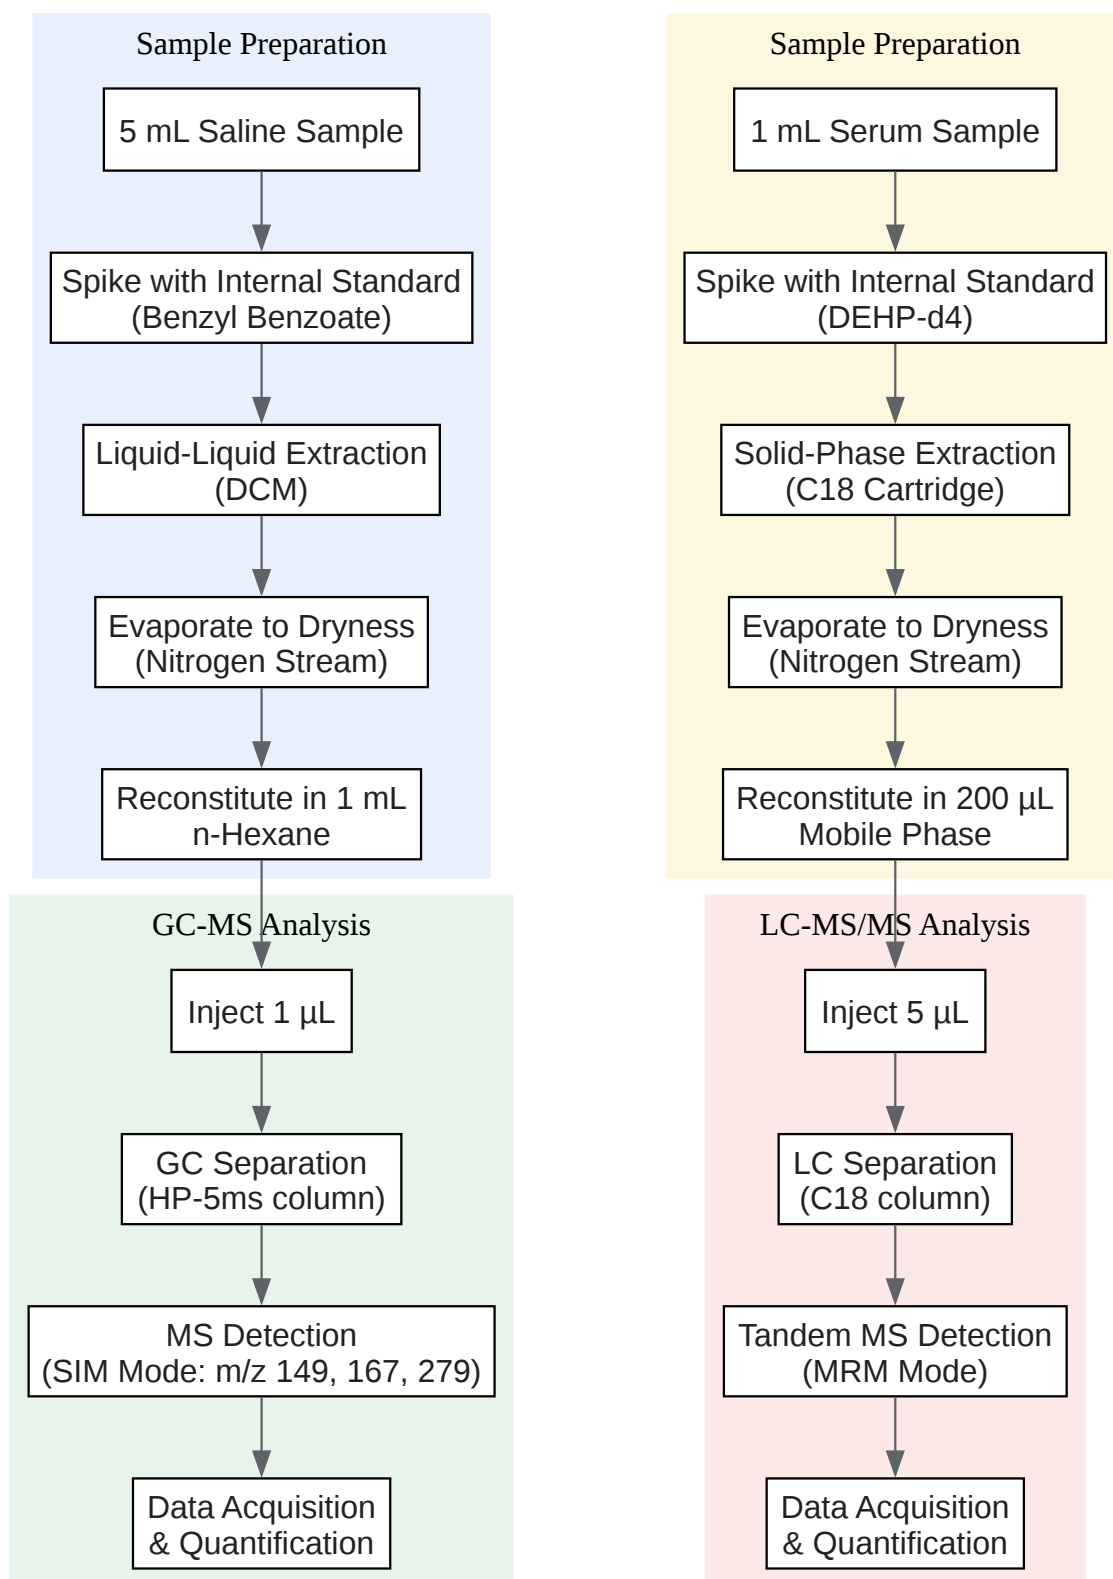 Sample Preparation
5 mL Saline Sample
Spike with Internal Standard
(Benzyl Benzoate)
Liquid-Liquid Extraction
(DCM)
Evaporate to Dryness
(Nitrogen Stream)
Reconstitute in 1 mL
n-Hexane
GC-MS Analysis
Inject 1 µL
GC Separation
(HP-5ms column)
MS Detection
(SIM Mode: m/z 149, 167, 279)
Data Acquisition
& Quantification
Sample Preparation
1 mL Serum Sample
Spike with Internal Standard
(DEHP-d4)
Solid-Phase Extraction
(C18 Cartridge)
Evaporate to Dryness
(Nitrogen Stream)
Reconstitute in 200 µL
Mobile Phase
LC-MS/MS Analysis
Inject 5 µL
LC Separation
(C18 column)
Tandem MS Detection
(MRM Mode)
Data Acquisition
& Quantification